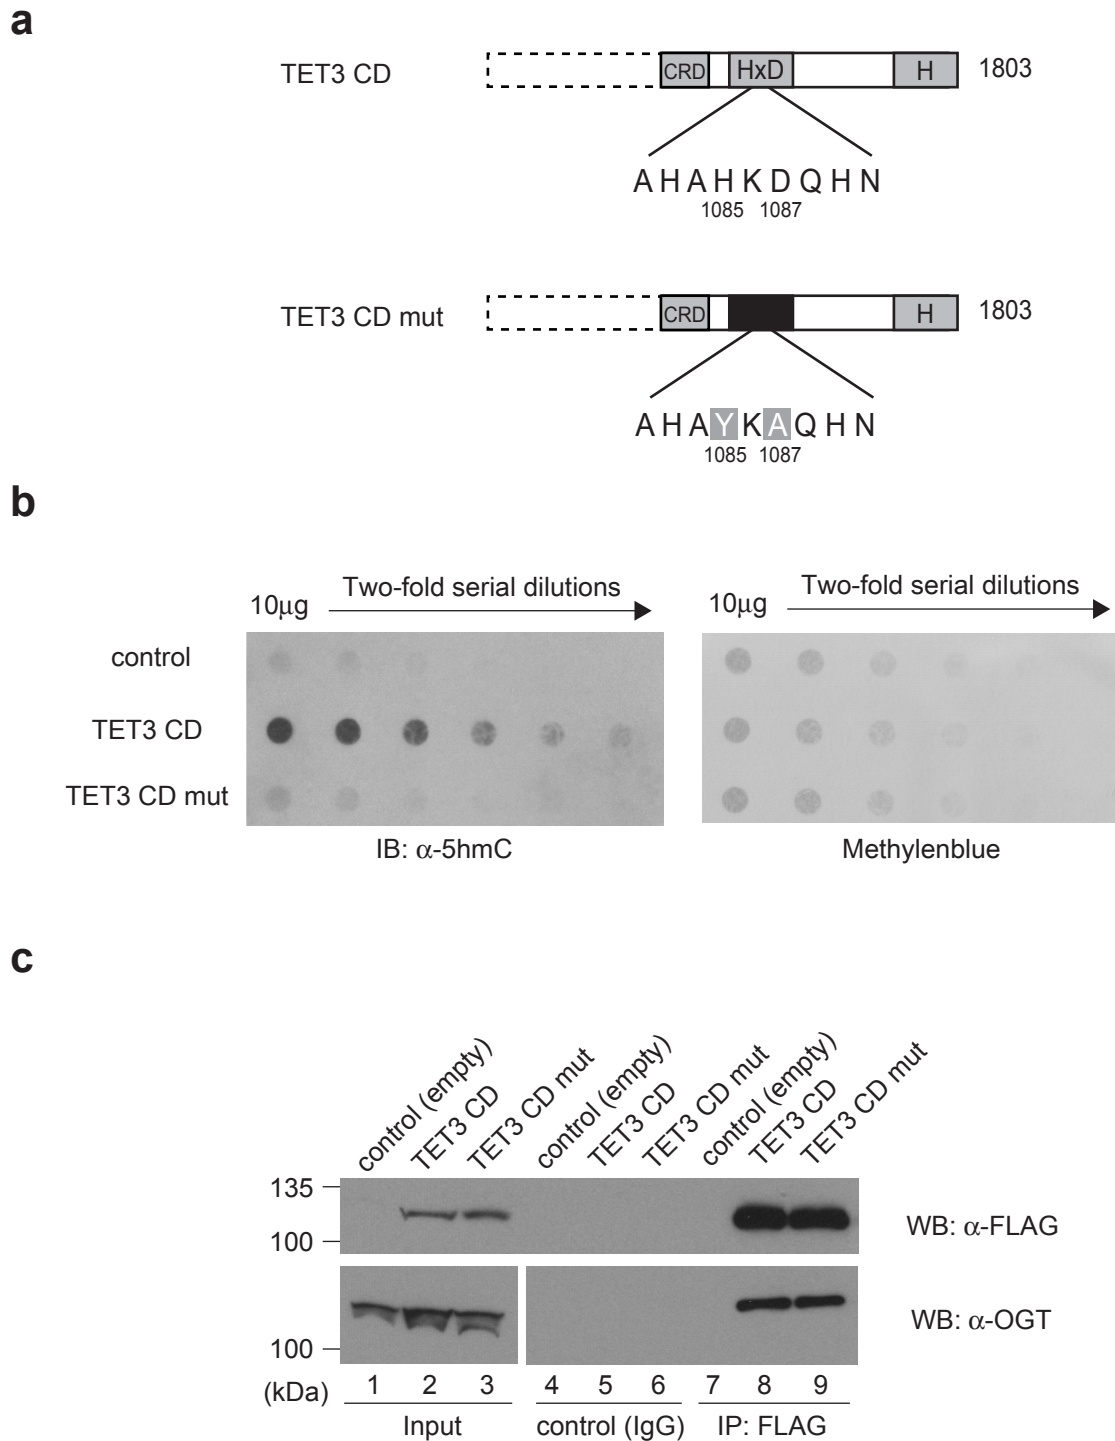 a
TET3 CD
CRD
HxD
H
1803
A H A H K D Q H N
1085 1087
TET3 CD mut
CRD
H
1803
A H A Y K A Q H N
1085 1087
b
10μg
Two-fold serial dilutions
10μg
Two-fold serial dilutions
control
TET3 CD
TET3 CD mut
IB: α-5hmC
Methylenblue
c
control (empty)
TET3 CD
TET3 CD mut
control (empty)
TET3 CD
TET3 CD mut
control (empty)
TET3 CD
TET3 CD mut
135
100
WB: α-FLAG
100
WB: α-OGT
(kDa)
1 2 3 4 5 6 7 8 9
Input
control (IgG)
IP: FLAG